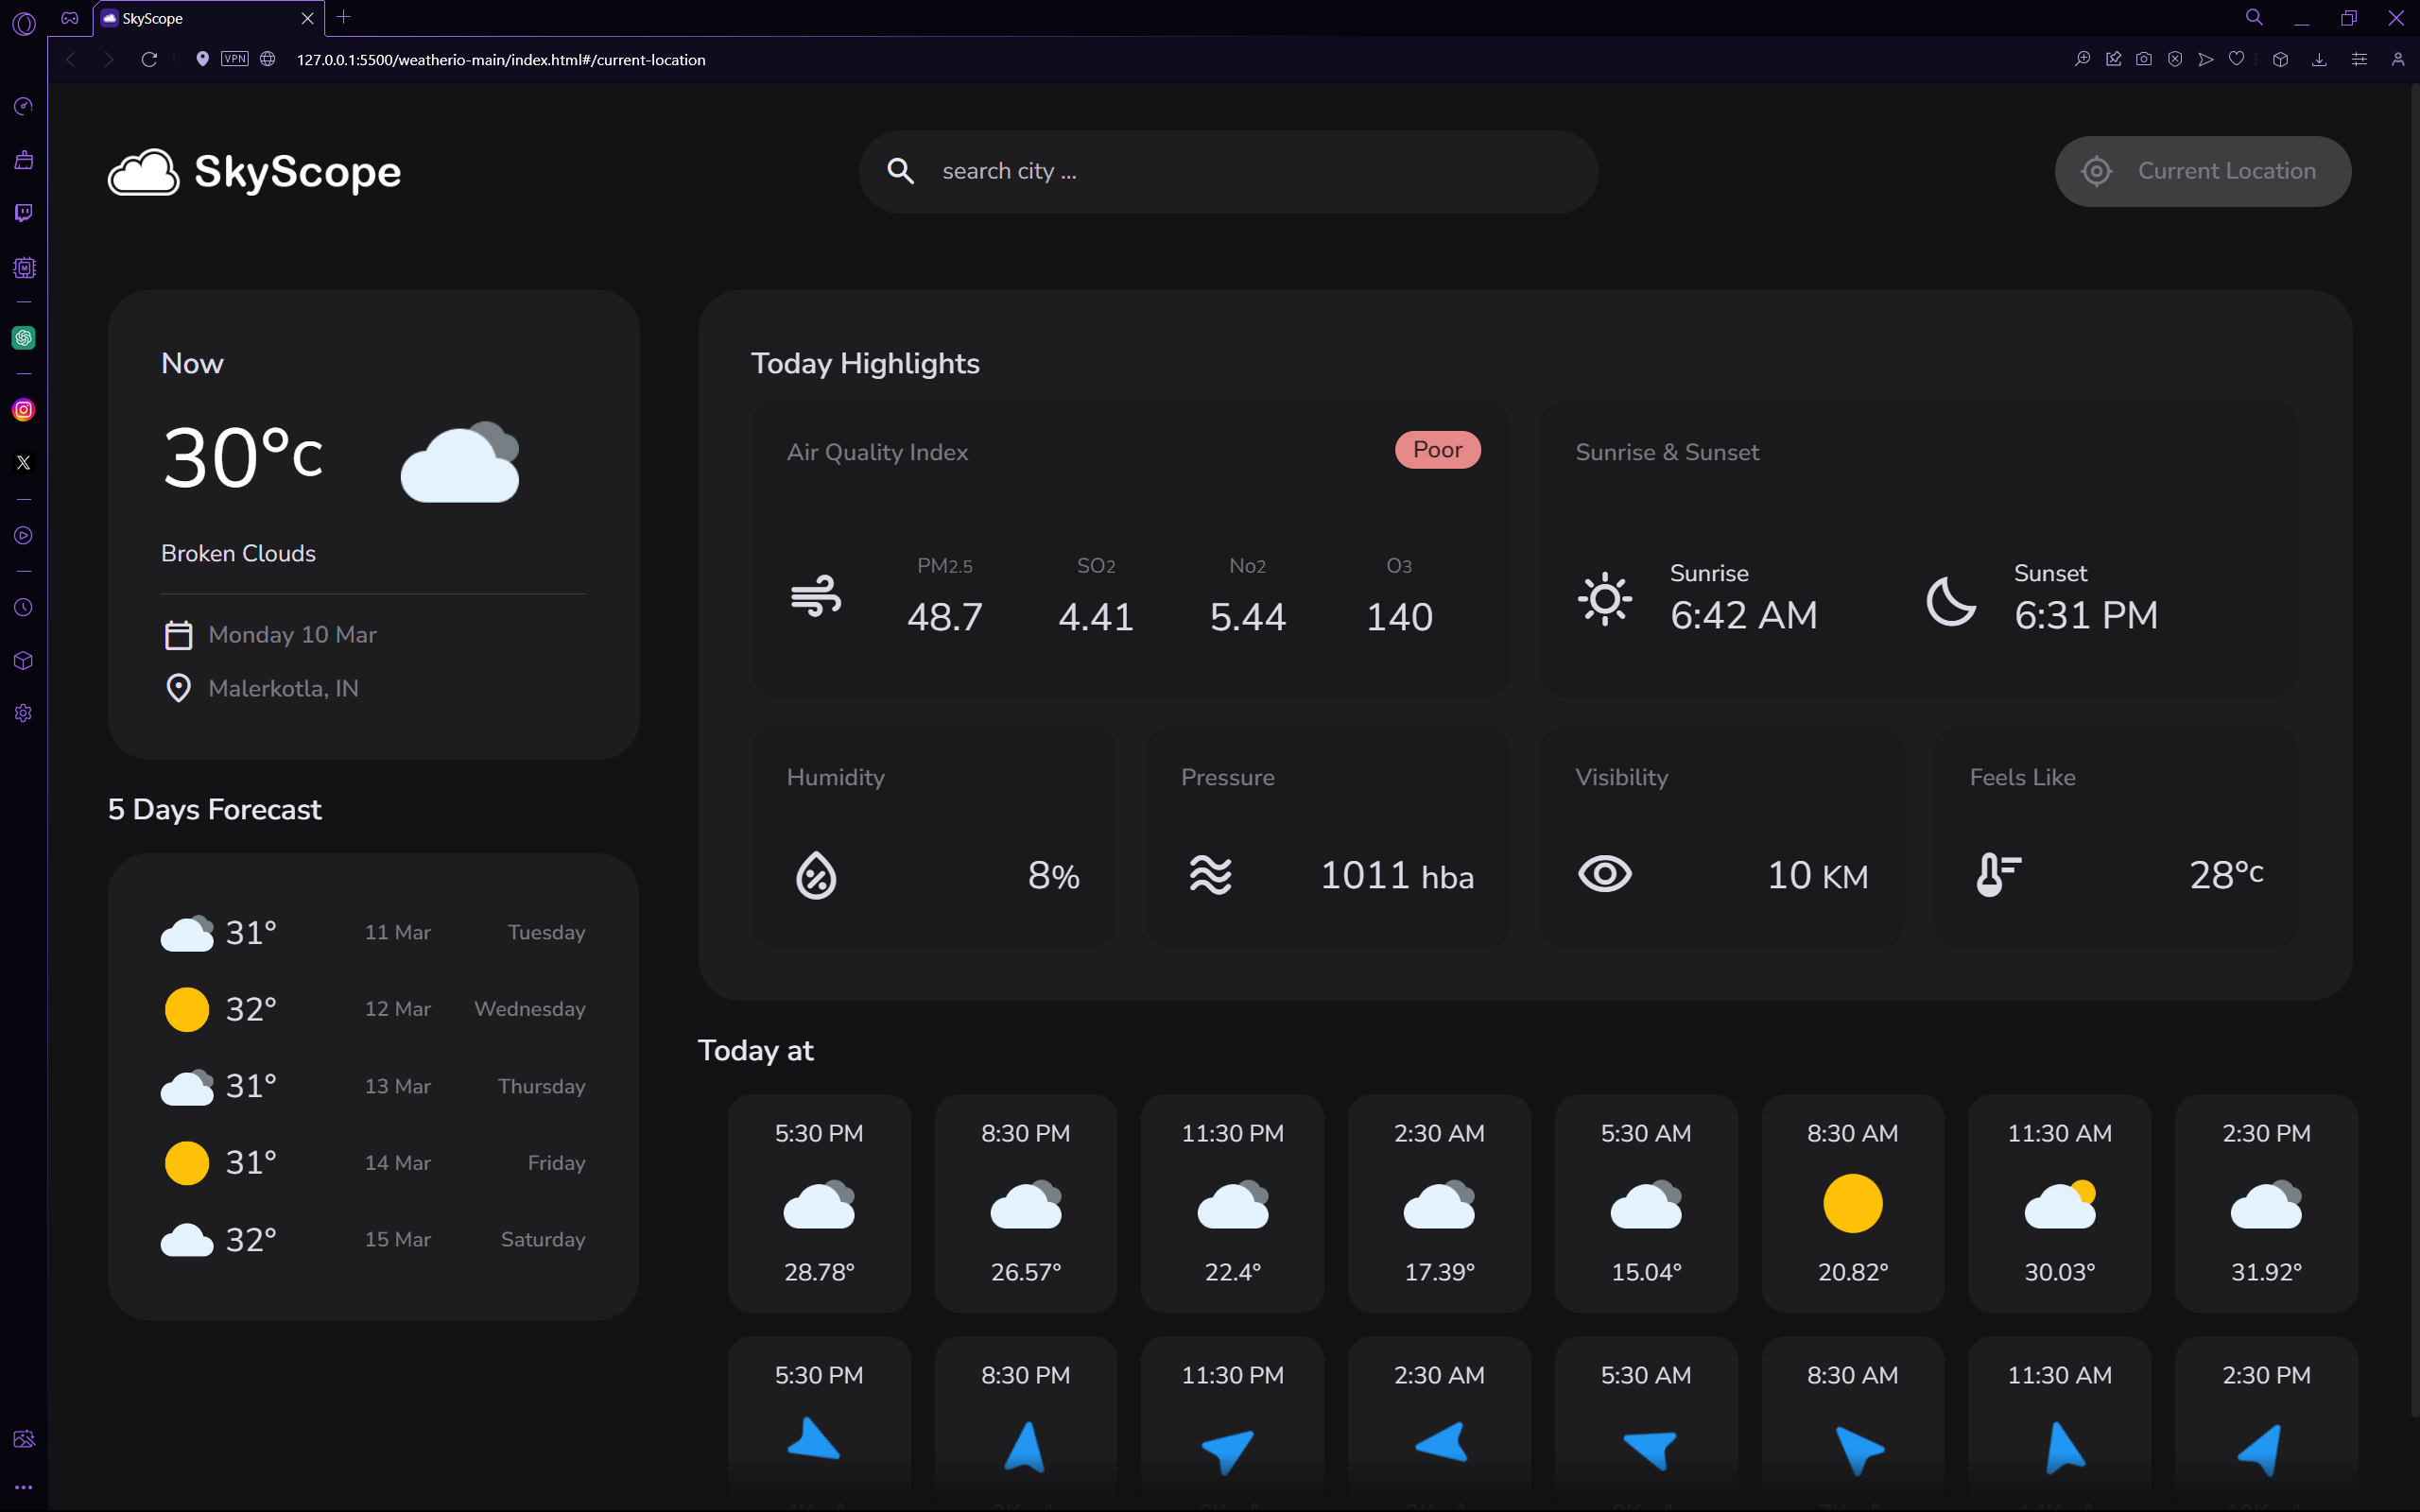 SkyScope
VPN
127.0.0.1:5500/weatherio-main/index.html#/current-location
SkyScope
search city ...
Current Location
Now
30°c
Broken Clouds
Monday 10 Mar
Malerkotla, IN
5 Days Forecast
31° 11 Mar Tuesday
32° 12 Mar Wednesday
31° 13 Mar Thursday
31° 14 Mar Friday
32° 15 Mar Saturday
Today Highlights
Air Quality Index
Poor
PM2.5 SO2 No2 O3
48.7 4.41 5.44 140
Sunrise & Sunset
Sunrise
6:42 AM
Sunset
6:31 PM
Humidity
8%
Pressure
1011 hba
Visibility
10 KM
Feels Like
28°c
Today at
5:30 PM 8:30 PM 11:30 PM 2:30 AM 5:30 AM 8:30 AM 11:30 AM 2:30 PM
28.78° 26.57° 22.4° 17.39° 15.04° 20.82° 30.03° 31.92°
5:30 PM 8:30 PM 11:30 PM 2:30 AM 5:30 AM 8:30 AM 11:30 AM 2:30 PM